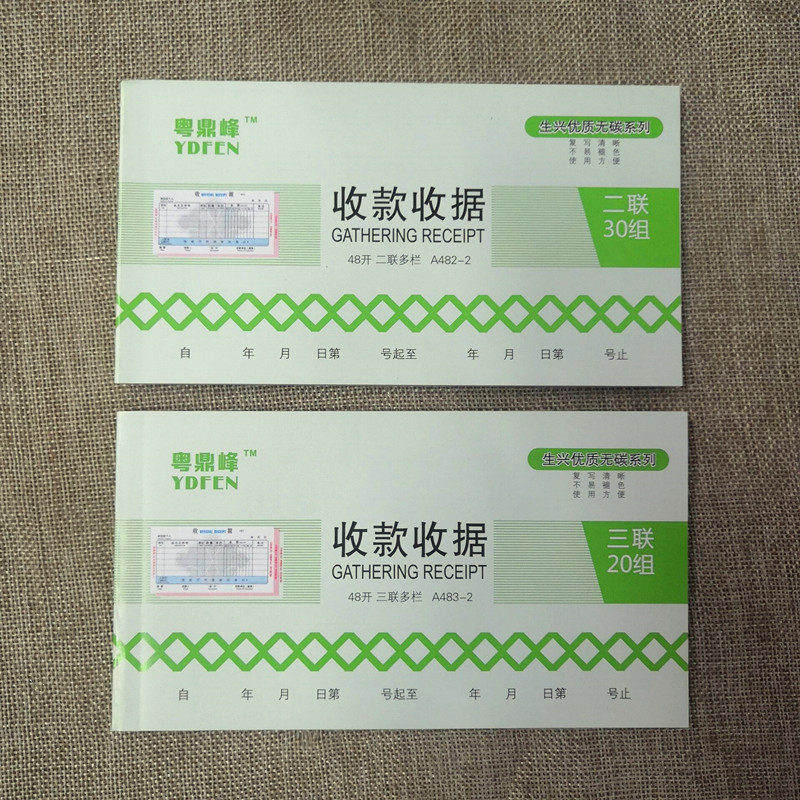 粤鼎峰™
YDFEN
生兴优质无碳系列
复写清晰
不易褪色
使用方便
收款收据
GATHERING RECEIPT
48开 二联多栏 A482-2
二联
30组
自 年 月 日第 号起至 年 月 日第 号止
粤鼎峰™
YDFEN
生兴优质无碳系列
复写清晰
不易褪色
使用方便
收款收据
GATHERING RECEIPT
48开 三联多栏 A483-2
三联
20组
自 年 月 日第 号起至 年 月 日第 号止